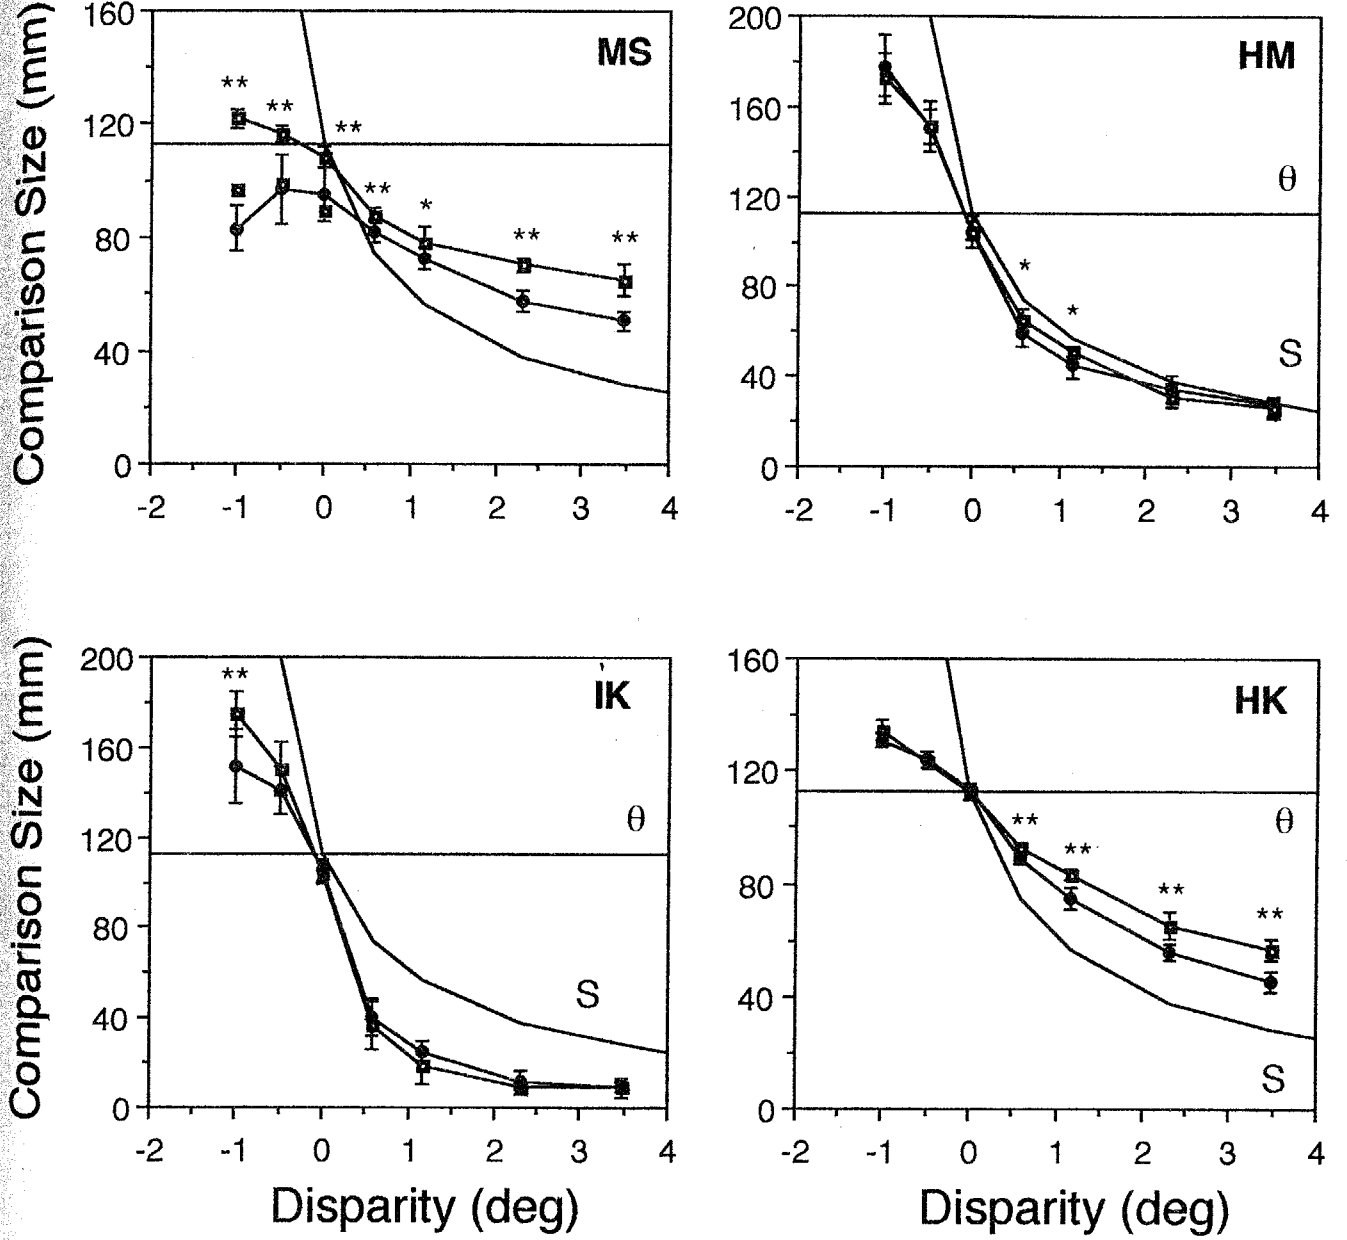 Comparison Size (mm)
160
120
80
40
0
-2 -1 0 1 2 3 4
MS
** ** ** ** * ** **
200
160
120
80
40
0
-2 -1 0 1 2 3 4
HM
θ
* *
S
Comparison Size (mm)
200
160
120
80
40
0
-2 -1 0 1 2 3 4
IK
**
θ
S
Disparity (deg)
160
120
80
40
0
-2 -1 0 1 2 3 4
HK
θ
** ** ** **
S
Disparity (deg)